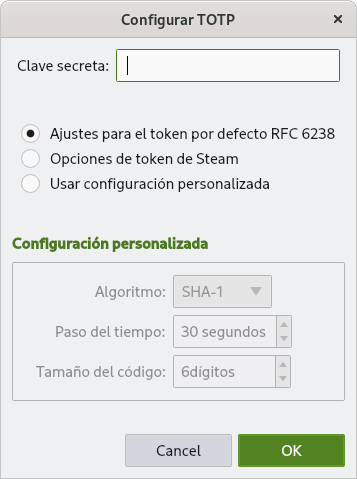 Configurar TOTP ×
Clave secreta:
Ajustes para el token por defecto RFC 6238
Opciones de token de Steam
Usar configuración personalizada
Configuración personalizada
Algoritmo: SHA-1
Paso del tiempo: 30 segundos
Tamaño del código: 6dígitos
Cancel OK